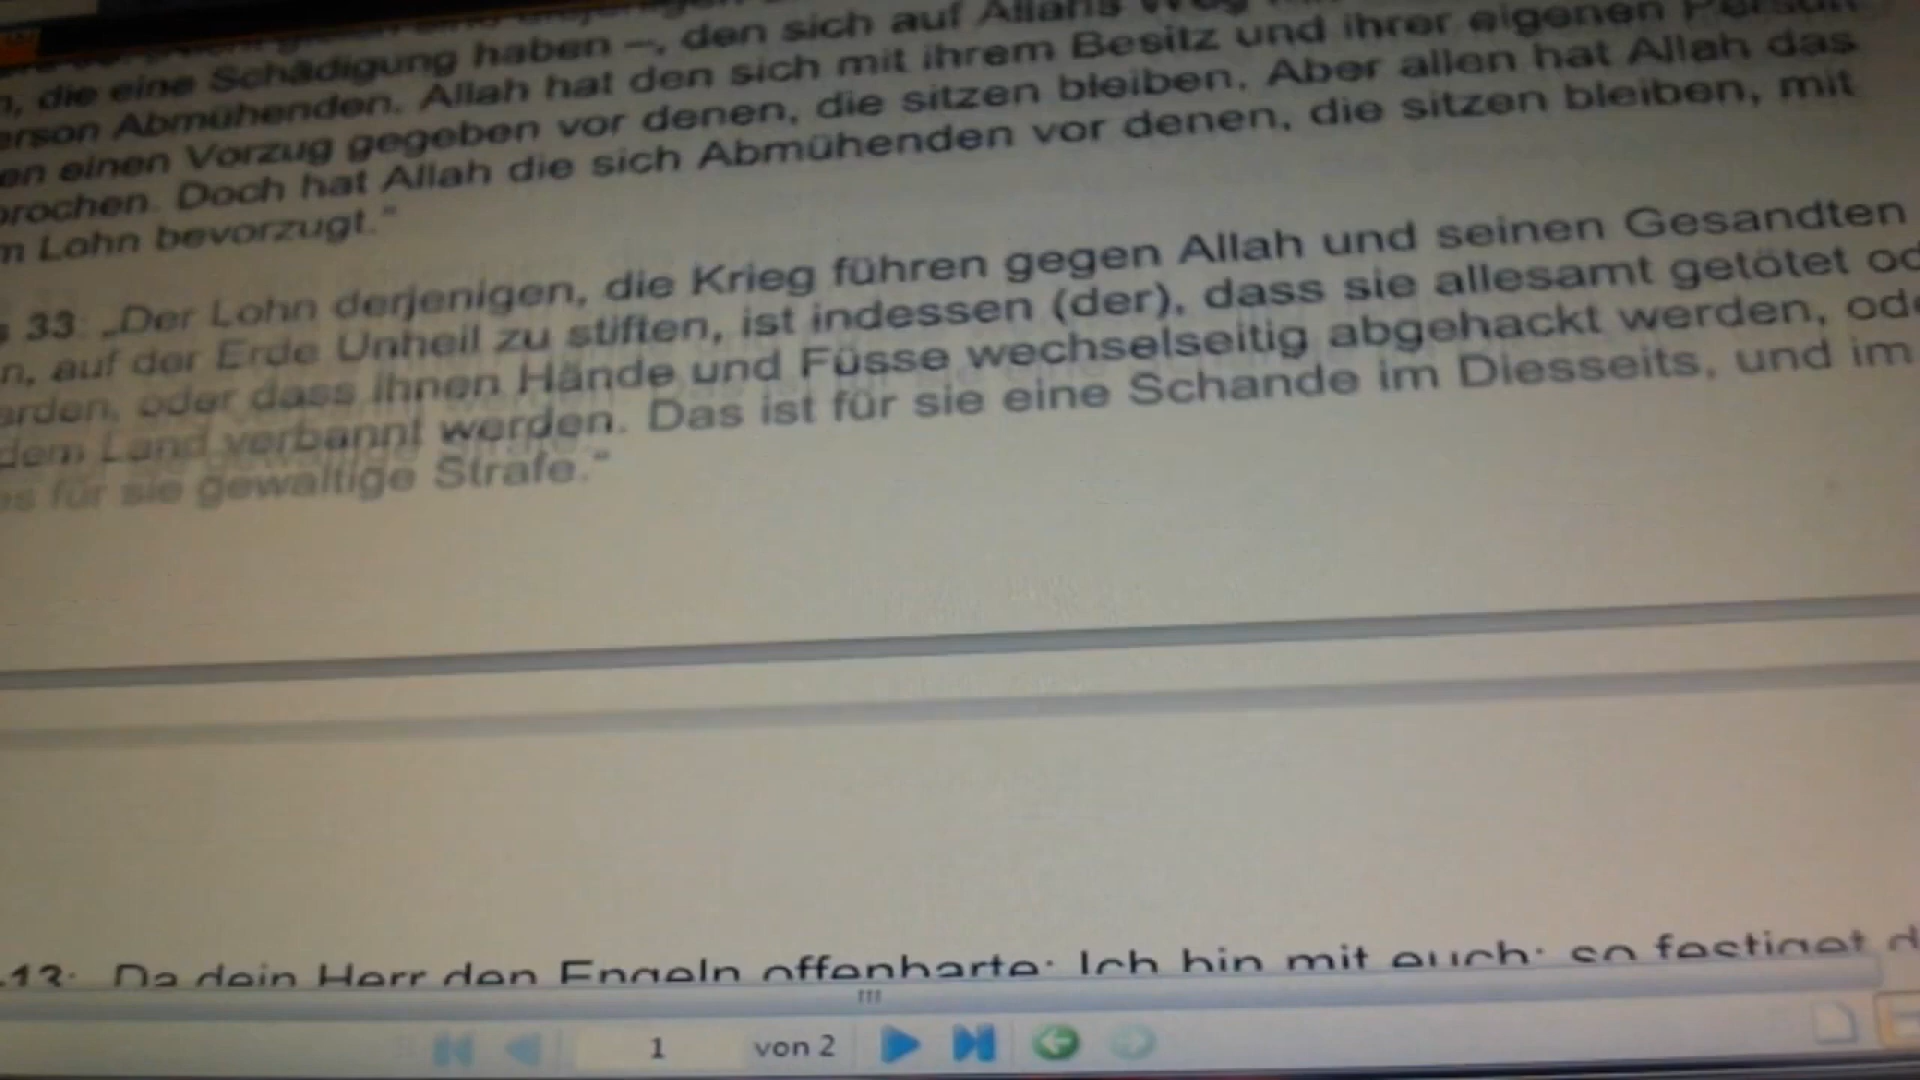 die eine Schädigung haben –, den sich auf Allahs Weg
Abmühenden. Allah hat den sich mit ihrem Besitz und ihrer eigenen Person
einen Vorzug gegeben vor denen, die sitzen bleiben. Aber allen hat Allah das
prochen. Doch hat Allah die sich Abmühenden vor denen, die sitzen bleiben, mit
m Lohn bevorzugt.“
s 33: „Der Lohn derjenigen, die Krieg führen gegen Allah und seinen Gesandten
n, auf der Erde Unheil zu stiften, ist indessen (der), dass sie allesamt getötet od
erden, oder dass ihnen Hände und Füsse wechselseitig abgehackt werden, ode
dem Land verbannt werden. Das ist für sie eine Schande im Diesseits, und im
es für sie gewaltige Strafe.“
.12: Da dein Herr den Engeln offenbarte: Ich bin mit euch; so festiget d
1 von 2